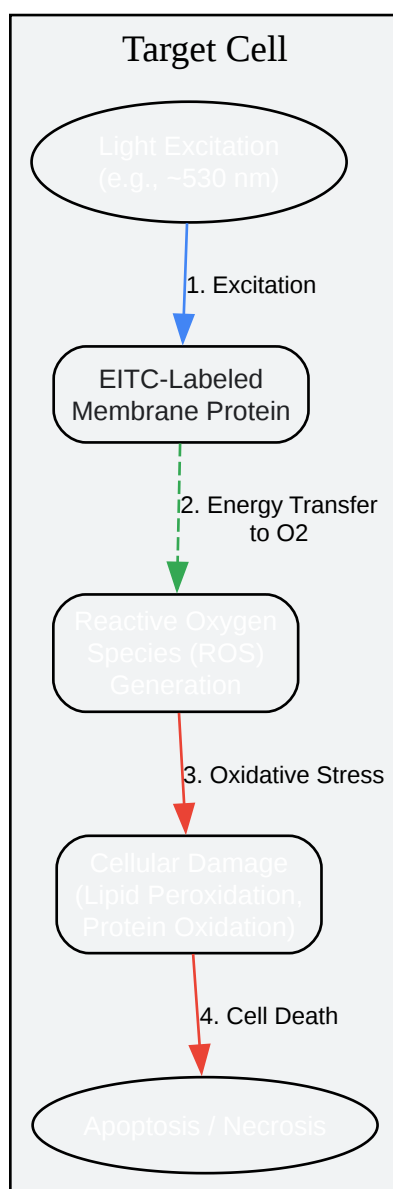 Target Cell
Light Excitation
(e.g., ~530 nm)
1. Excitation
EITC-Labeled
Membrane Protein
2. Energy Transfer
to O2
Reactive Oxygen
Species (ROS)
Generation
3. Oxidative Stress
Cellular Damage
(Lipid Peroxidation,
Protein Oxidation)
4. Cell Death
Apoptosis / Necrosis